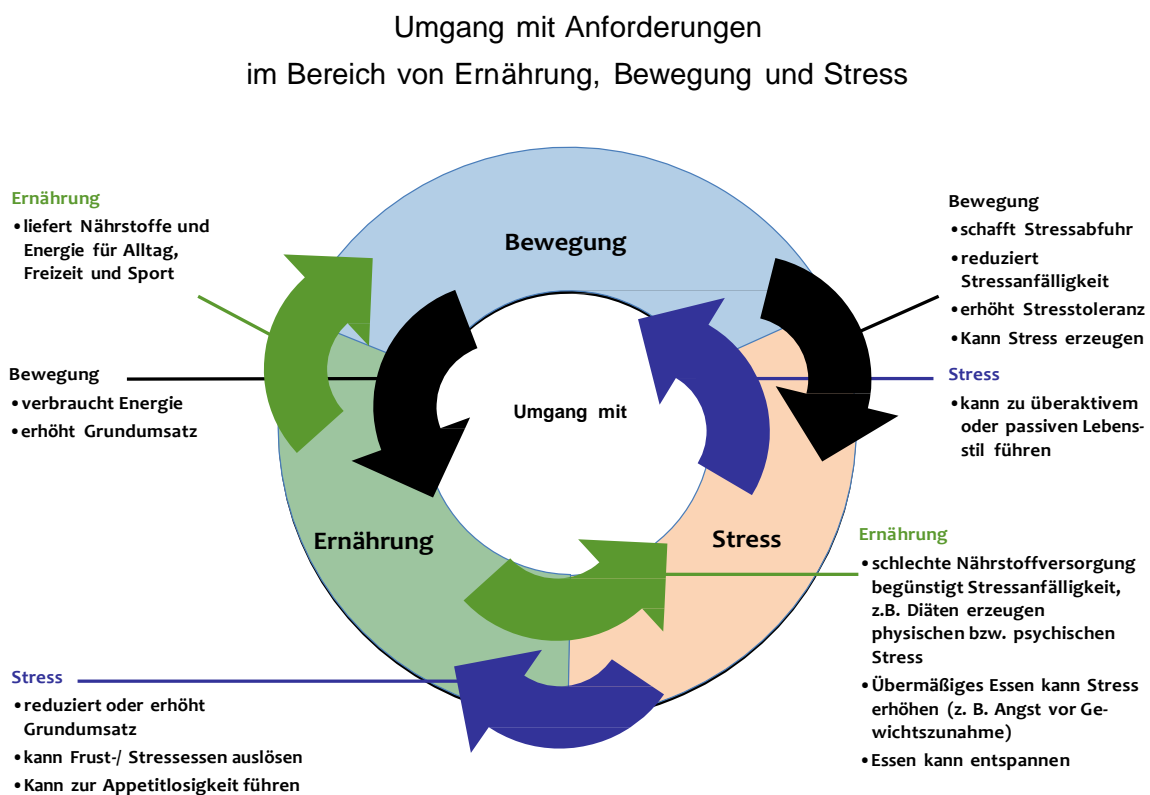 Umgang mit Anforderungen
im Bereich von Ernährung, Bewegung und Stress
Ernährung
•liefert Nährstoffe und
Energie für Alltag,
Freizeit und Sport
Bewegung
•verbraucht Energie
•erhöht Grundumsatz
Stress
•reduziert oder erhöht
Grundumsatz
•kann Frust-/ Stressessen auslösen
•Kann zur Appetitlosigkeit führen
Bewegung
Umgang mit
Ernährung
Stress
Bewegung
•schafft Stressabfuhr
•reduziert
Stressanfälligkeit
•erhöht Stresstoleranz
•Kann Stress erzeugen
Stress
•kann zu überaktivem
oder passiven Lebens-
stil führen
Ernährung
•schlechte Nährstoffversorgung
begünstigt Stressanfälligkeit,
z.B. Diäten erzeugen
physischen bzw. psychischen
Stress
•Übermäßiges Essen kann Stress
erhöhen (z. B. Angst vor Ge-
wichtszunahme)
•Essen kann entspannen